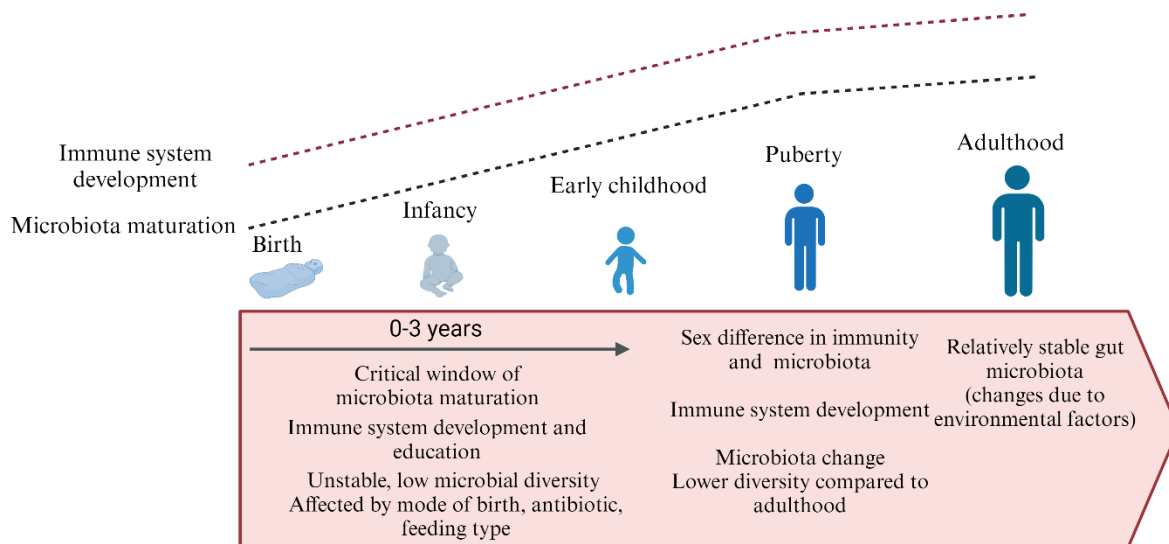 Immune system
development
Microbiota maturation
Birth
Infancy
Early childhood
Puberty
Adulthood
0-3 years
Critical window of
microbiota maturation
Immune system development and
education
Unstable, low microbial diversity
Affected by mode of birth, antibiotic,
feeding type
Sex difference in immunity
and microbiota
Immune system development
Microbiota change
Lower diversity compared to
adulthood
Relatively stable gut
microbiota
(changes due to
environmental factors)